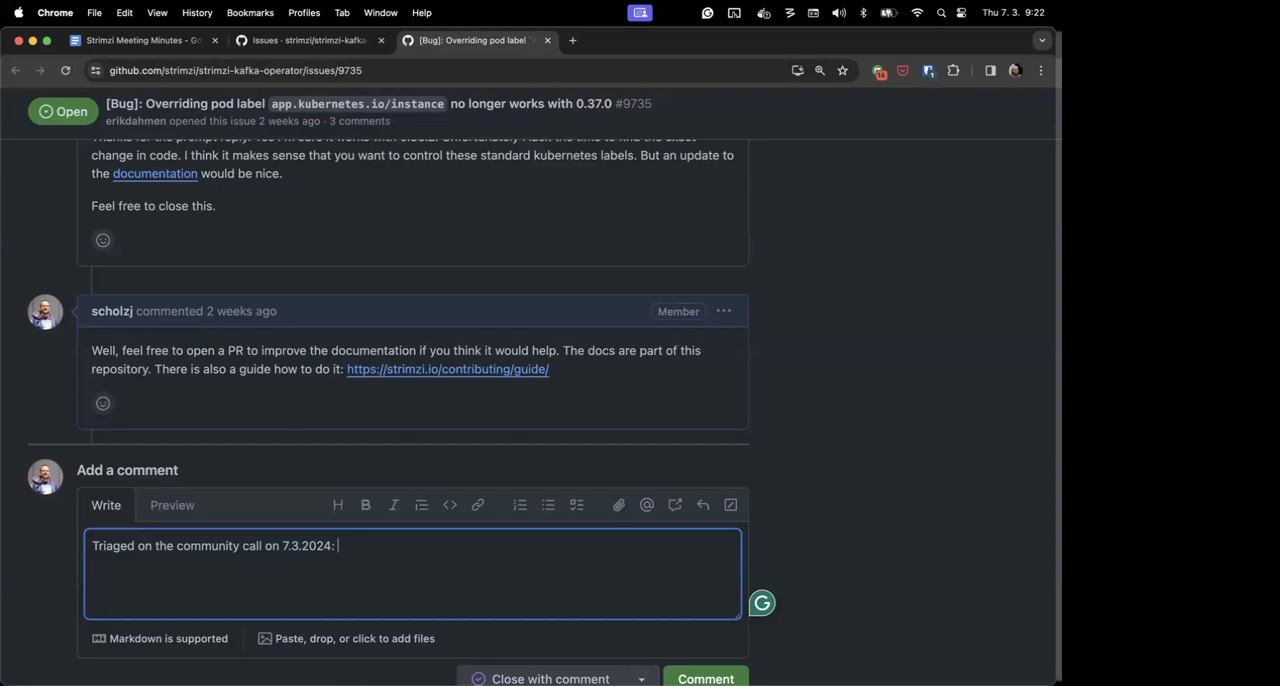 Chrome File Edit View History Bookmarks Profiles Tab Window Help Thu 7. 3. 9:22
Strimzi Meeting Minutes - Go Issues · strimzi/strimzi-kafka- [Bug]: Overriding pod label
github.com/strimzi/strimzi-kafka-operator/issues/9735 14 1
Open
[Bug]: Overriding pod label app.kubernetes.io/instance no longer works with 0.37.0 #9735
erikdahmen opened this issue 2 weeks ago · 3 comments
change in code. I think it makes sense that you want to control these standard kubernetes labels. But an update to
the documentation would be nice.
Feel free to close this.
scholzj commented 2 weeks ago Member
Well, feel free to open a PR to improve the documentation if you think it would help. The docs are part of this
repository. There is also a guide how to do it: https://strimzi.io/contributing/guide/
Add a comment
Write Preview
Triaged on the community call on 7.3.2024:
Markdown is supported Paste, drop, or click to add files
Close with comment Comment